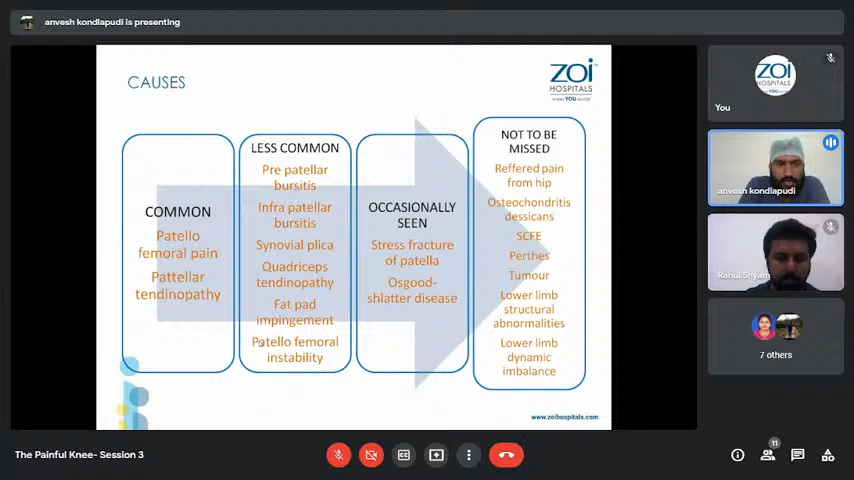 anvesh kondlapudi is presenting
CAUSES
ZOI
HOSPITALS
WHERE YOU MATTER
COMMON
Patello
femoral pain
Pattellar
tendinopathy
LESS COMMON
Pre patellar
bursitis
Infra patellar
bursitis
Synovial plica
Quadriceps
tendinopathy
Fat pad
impingement
Patello femoral
instability
OCCASIONALLY
SEEN
Stress fracture
of patella
Osgood-
shlatter disease
NOT TO BE
MISSED
Reffered pain
from hip
Osteochondritis
dessicans
SCFE
Perthes
Tumour
Lower limb
structural
abnormalities
Lower limb
dynamic
imbalance
www.zoihospitals.com
ZOI
HOSPITALS
You
anvesh kondlapudi
Rahul Shyam
7 others
The Painful Knee- Session 3
CC
11